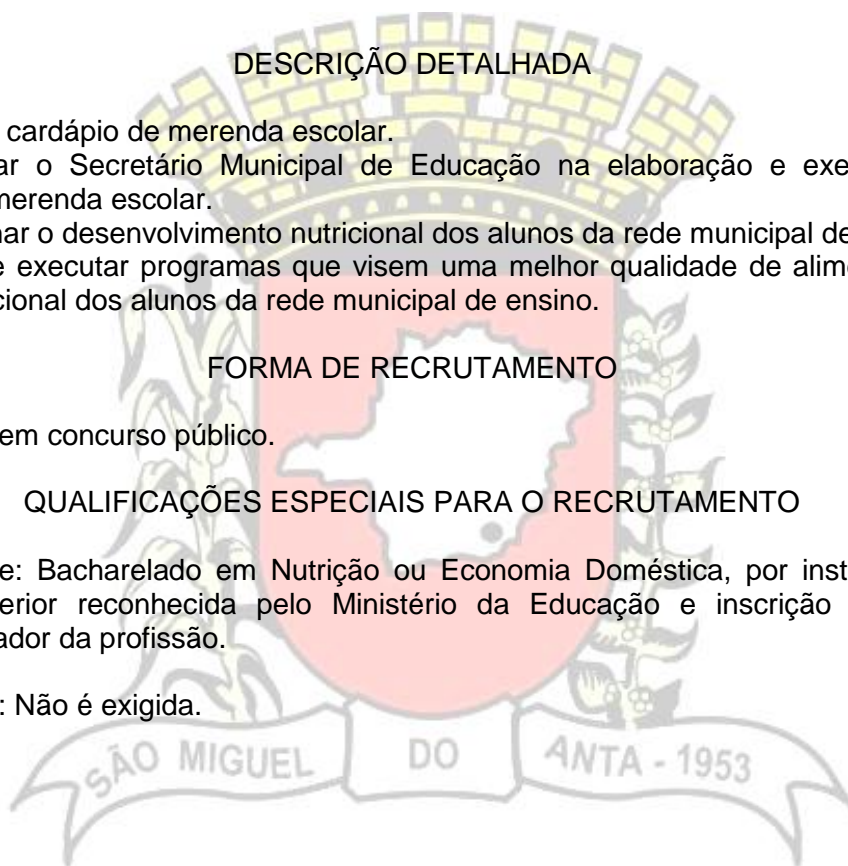 DESCRIÇÃO DETALHADA
cardápio de merenda escolar.
ar o Secretário Municipal de Educação na elaboração e exe
merenda escolar.
nar o desenvolvimento nutricional dos alunos da rede municipal de
e executar programas que visem uma melhor qualidade de alim
cional dos alunos da rede municipal de ensino.
FORMA DE RECRUTAMENTO
em concurso público.
QUALIFICAÇÕES ESPECIAIS PARA O RECRUTAMENTO
e: Bacharelado em Nutrição ou Economia Doméstica, por inst
erior reconhecida pelo Ministério da Educação e inscrição
ador da profissão.
: Não é exigida.
SÃO MIGUEL DO ANTA - 1953